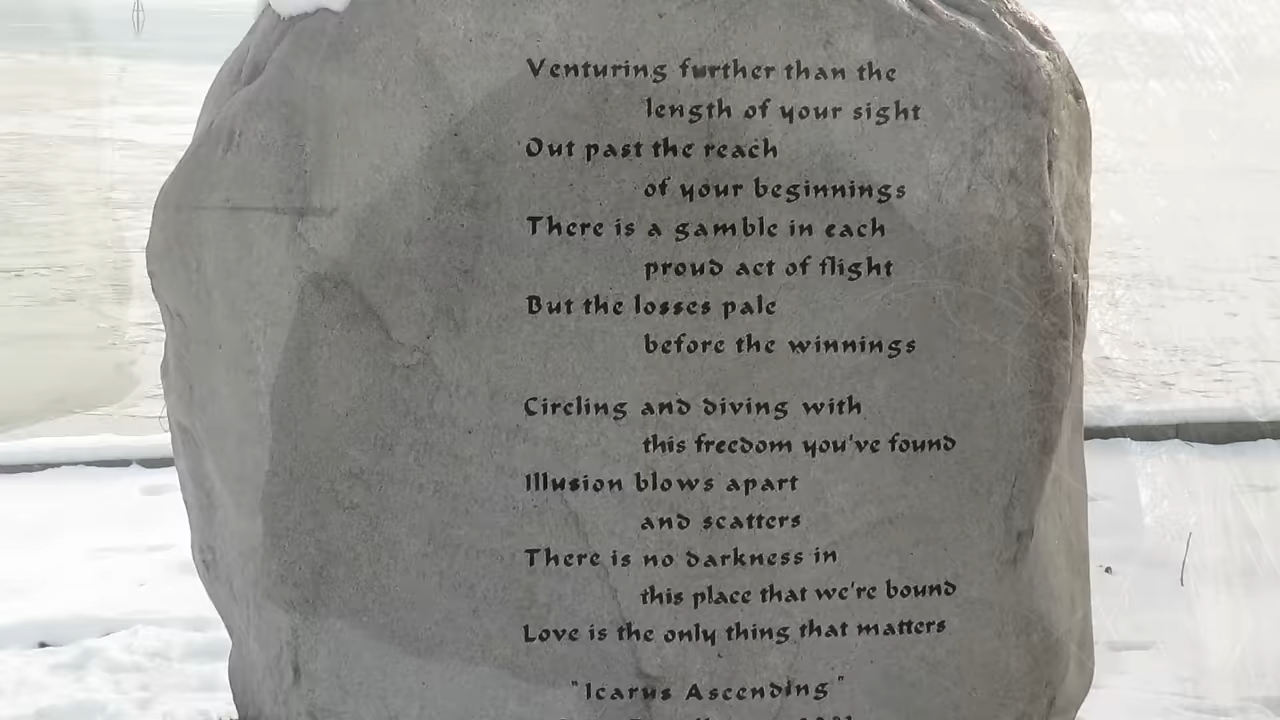 Venturing further than the
length of your sight
Out past the reach
of your beginnings
There is a gamble in each
proud act of flight
But the losses pale
before the winnings
Circling and diving with
this freedom you've found
Illusion blows apart
and scatters
There is no darkness in
this place that we're bound
Love is the only thing that matters
"Icarus Ascending"